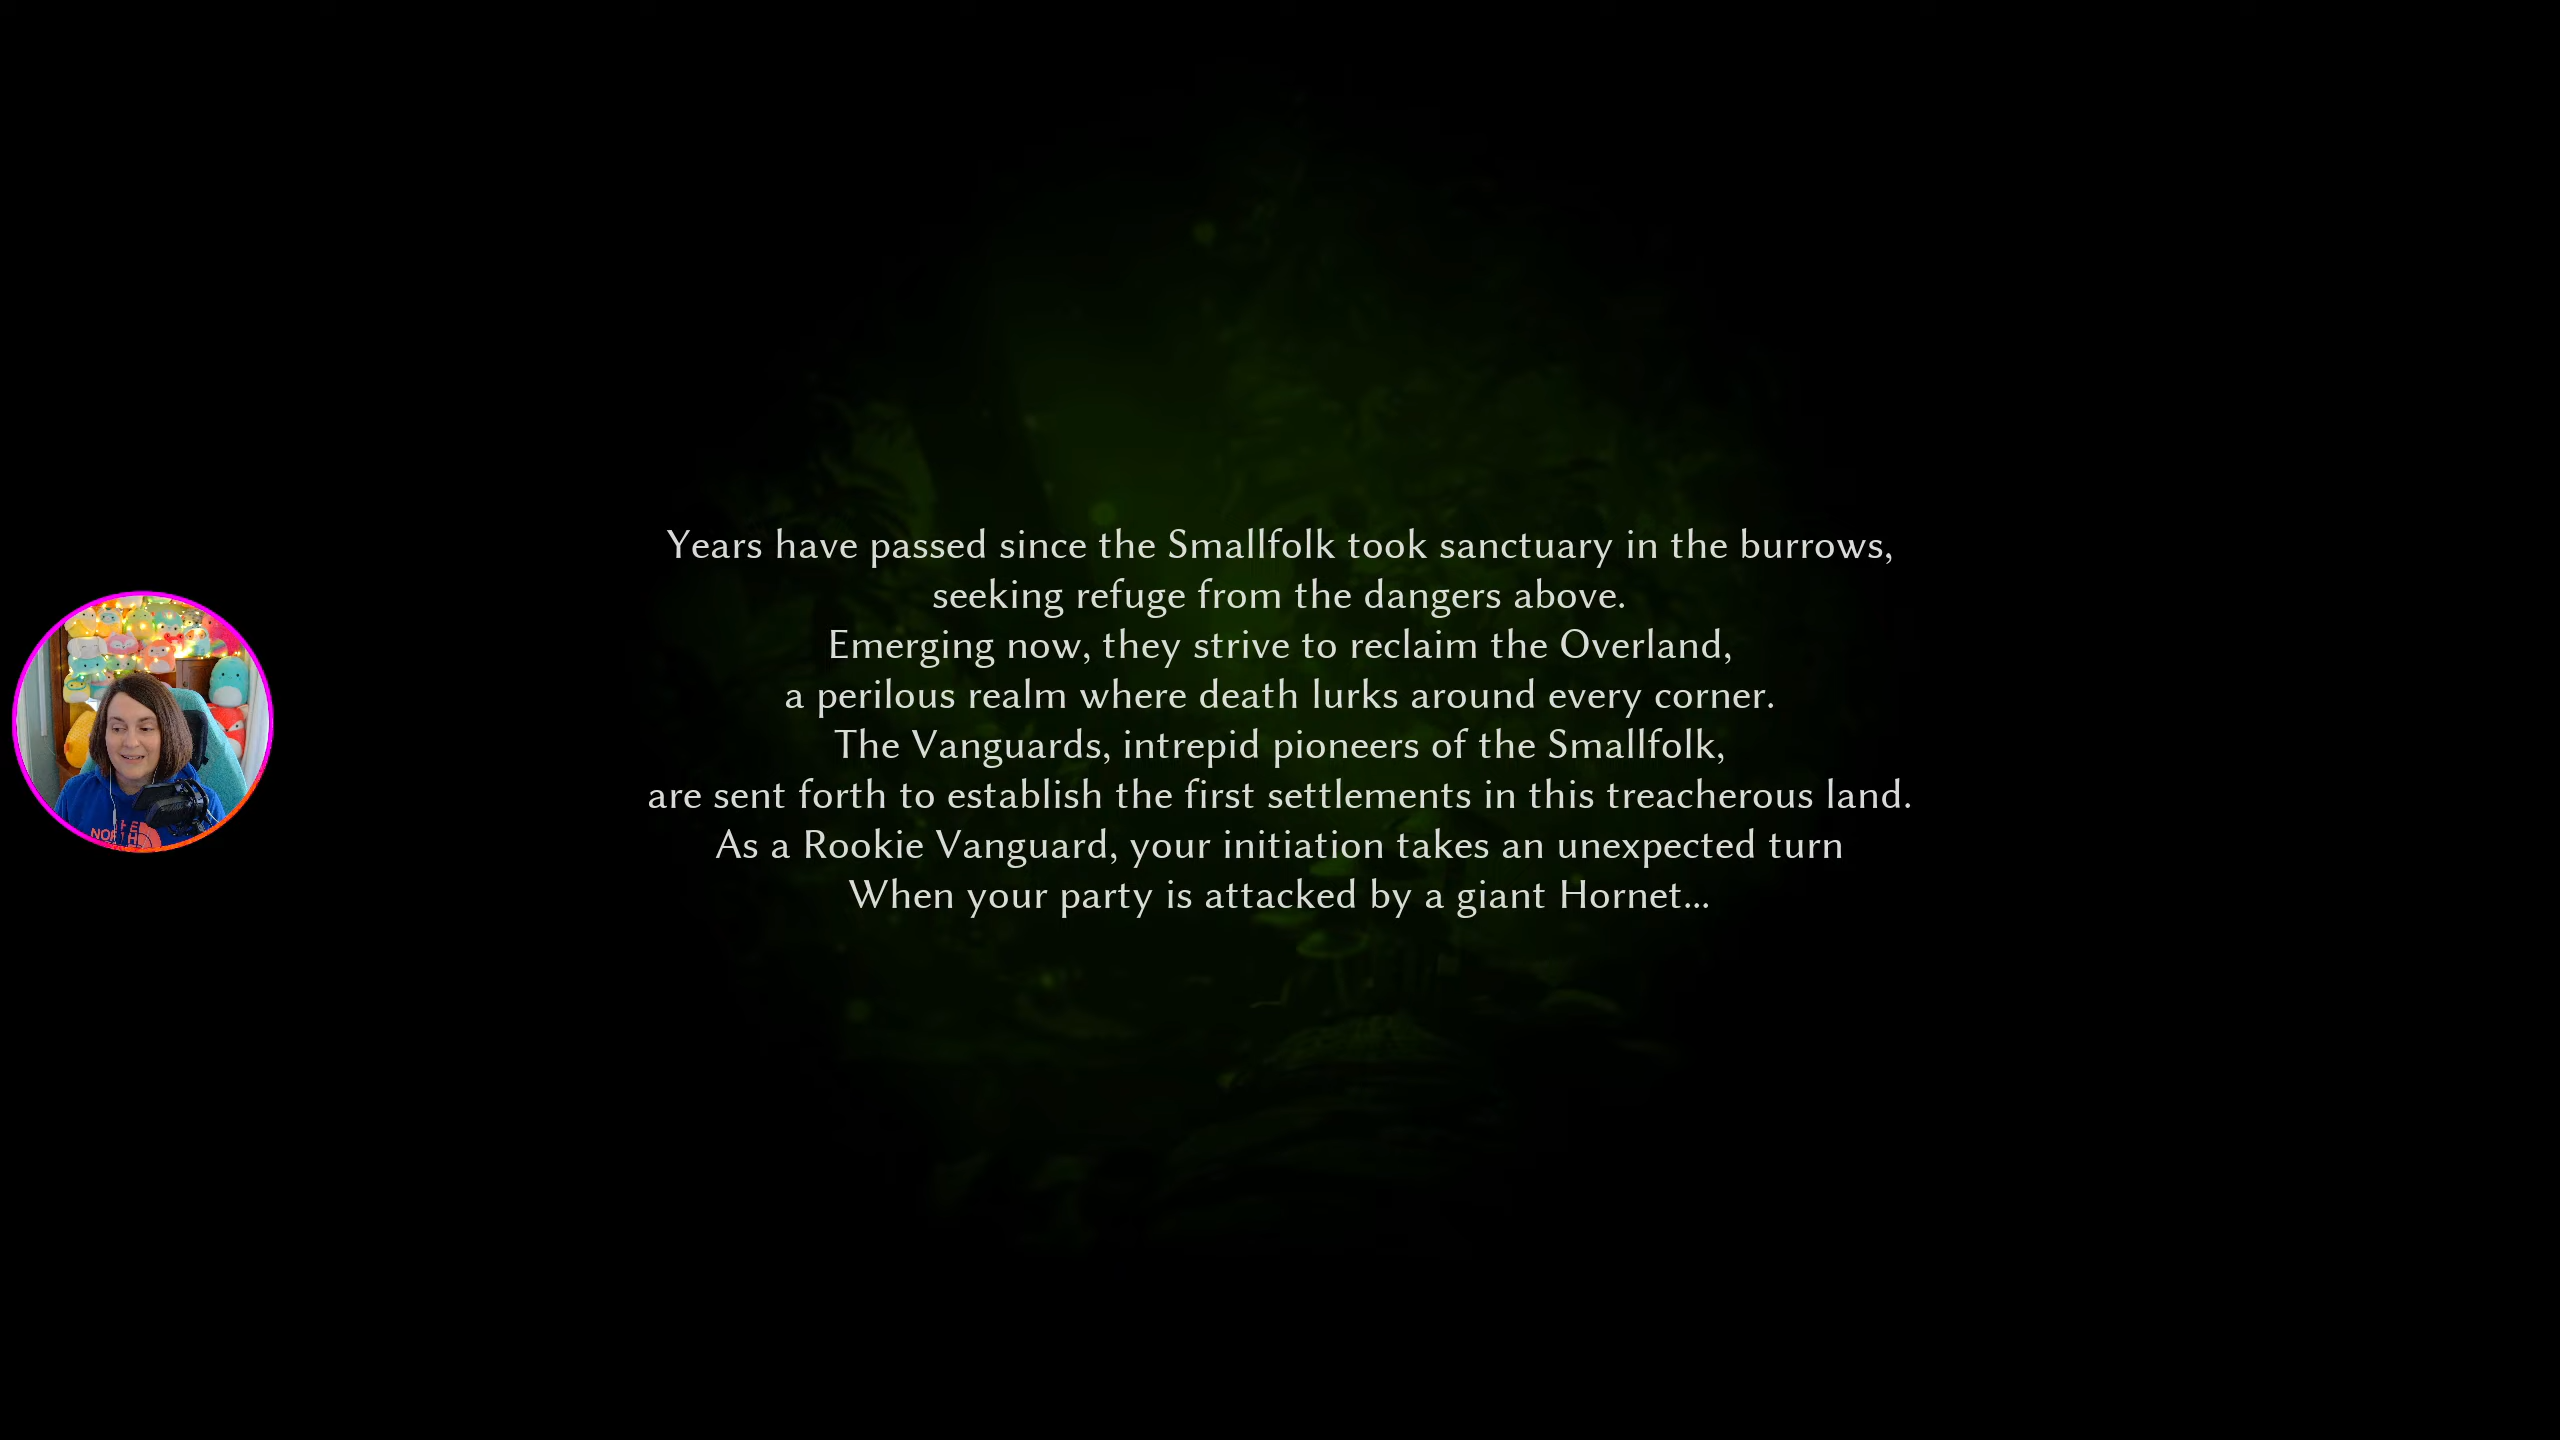 Years have passed since the Smallfolk took sanctuary in the burrows,
seeking refuge from the dangers above.
Emerging now, they strive to reclaim the Overland,
a perilous realm where death lurks around every corner.
The Vanguards, intrepid pioneers of the Smallfolk,
are sent forth to establish the first settlements in this treacherous land.
As a Rookie Vanguard, your initiation takes an unexpected turn
When your party is attacked by a giant Hornet...